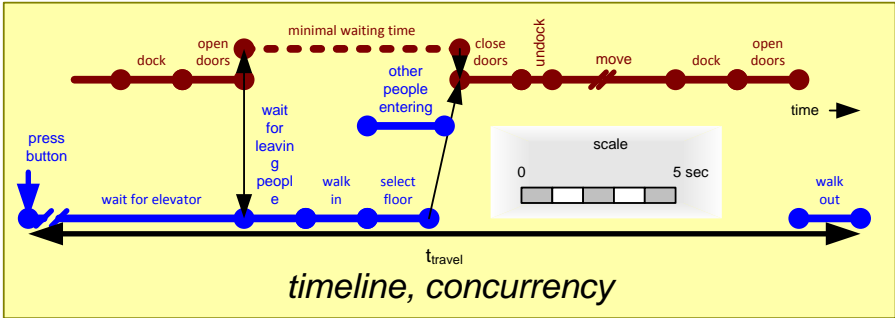 minimal waiting time
dock
open
doors
close
doors
undock
move
dock
open
doors
other
people
entering
wait
for
leavin
g
peopl
e
time
press
button
scale
0
5 sec
wait for elevator
walk
in
select
floor
walk
out
ttravel
timeline, concurrency